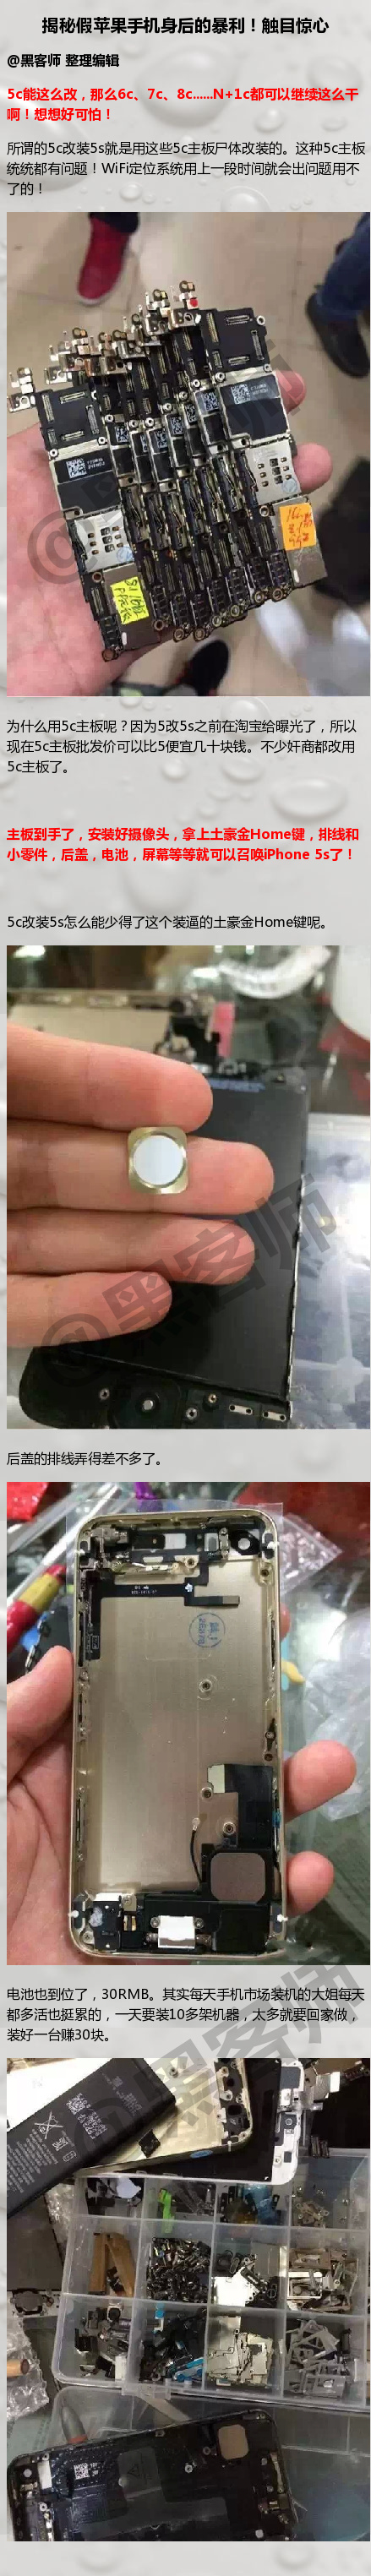 揭秘假苹果手机身后的暴利！触目惊心
@黑客师 整理编辑
5c能这么改，那么6c、7c、8c......N+1c都可以继续这么干
啊！想想好可怕！
所谓的5c改装5s就是用这些5c主板尸体改装的。这种5c主板
统统都有问题！WiFi定位系统用上一段时间就会出问题用不
了的！
@黑客师
为什么用5c主板呢？因为5改5s之前在淘宝给曝光了，所以
现在5c主板批发价可以比5便宜几十块钱。不少奸商都改用
5c主板了。
主板到手了，安装好摄像头，拿上土豪金Home键，排线和
小零件，后盖，电池，屏幕等等就可以召唤iPhone 5s了！
5c改装5s怎么能少得了这个装逼的土豪金Home键呢。
@黑客师
后盖的排线弄得差不多了。
电池也到位了，30RMB。其实每天手机市场装机的大姐每天
都多活也挺累的，一天要装10多架机器，太多就要回家做，
装好一台赚30块。
@黑客师